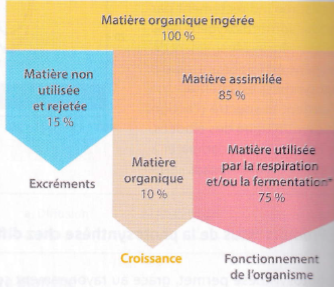 Matière organique ingérée
100 %
Matière non
utilisée
et rejetée
15 %
Matière assimilée
85 %
Excréments
Matière
organique
10 %
Matière utilisée
par la respiration
et/ou la fermentation*
75 %
Croissance
Fonctionnement
de l'organisme